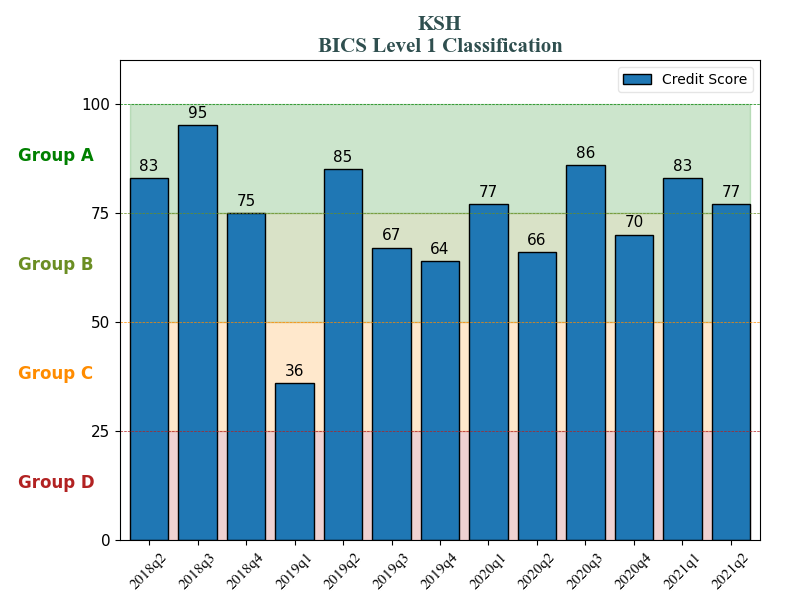 KSH
BICS Level 1 Classification
Credit Score
100
75
50
25
0
Group A
Group B
Group C
Group D
83
95
75
36
85
67
64
77
66
86
70
83
77
2018q2
2018q3
2018q4
2019q1
2019q2
2019q3
2019q4
2020q1
2020q2
2020q3
2020q4
2021q1
2021q2